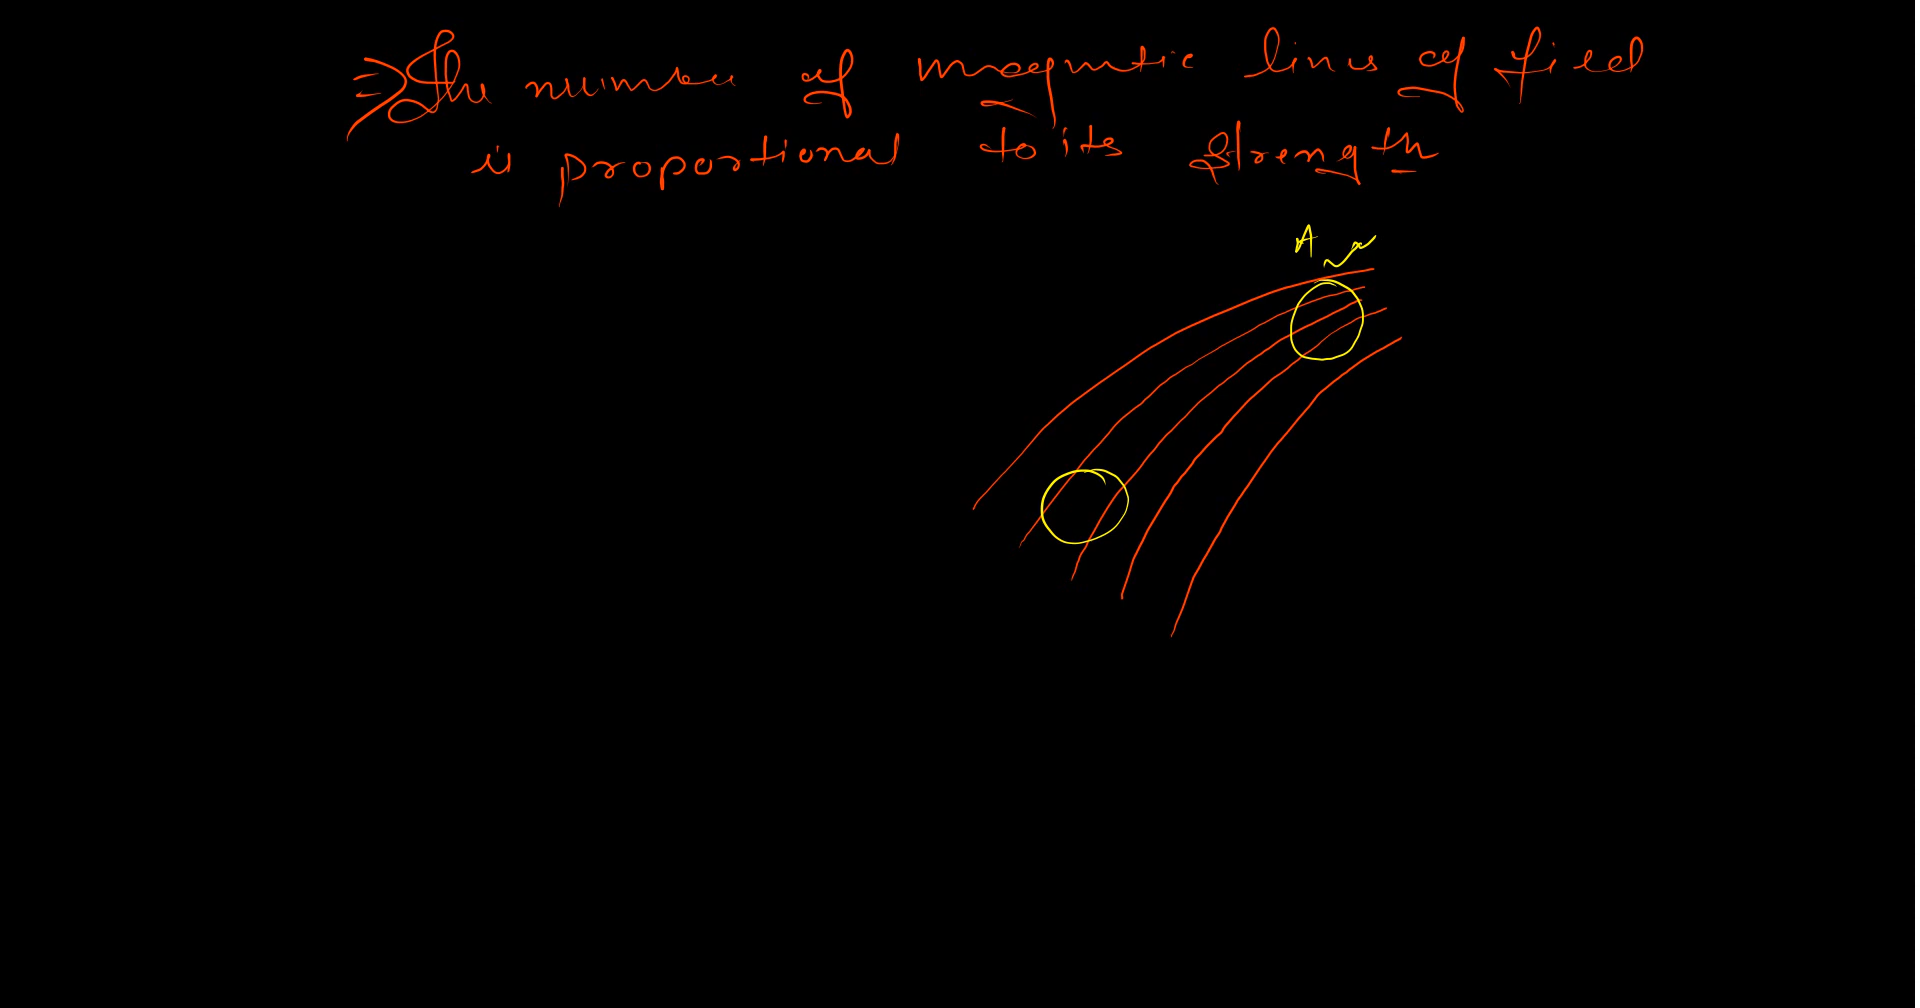 ⇒ The number of magnetic lines of field
is proportional to its strength
A